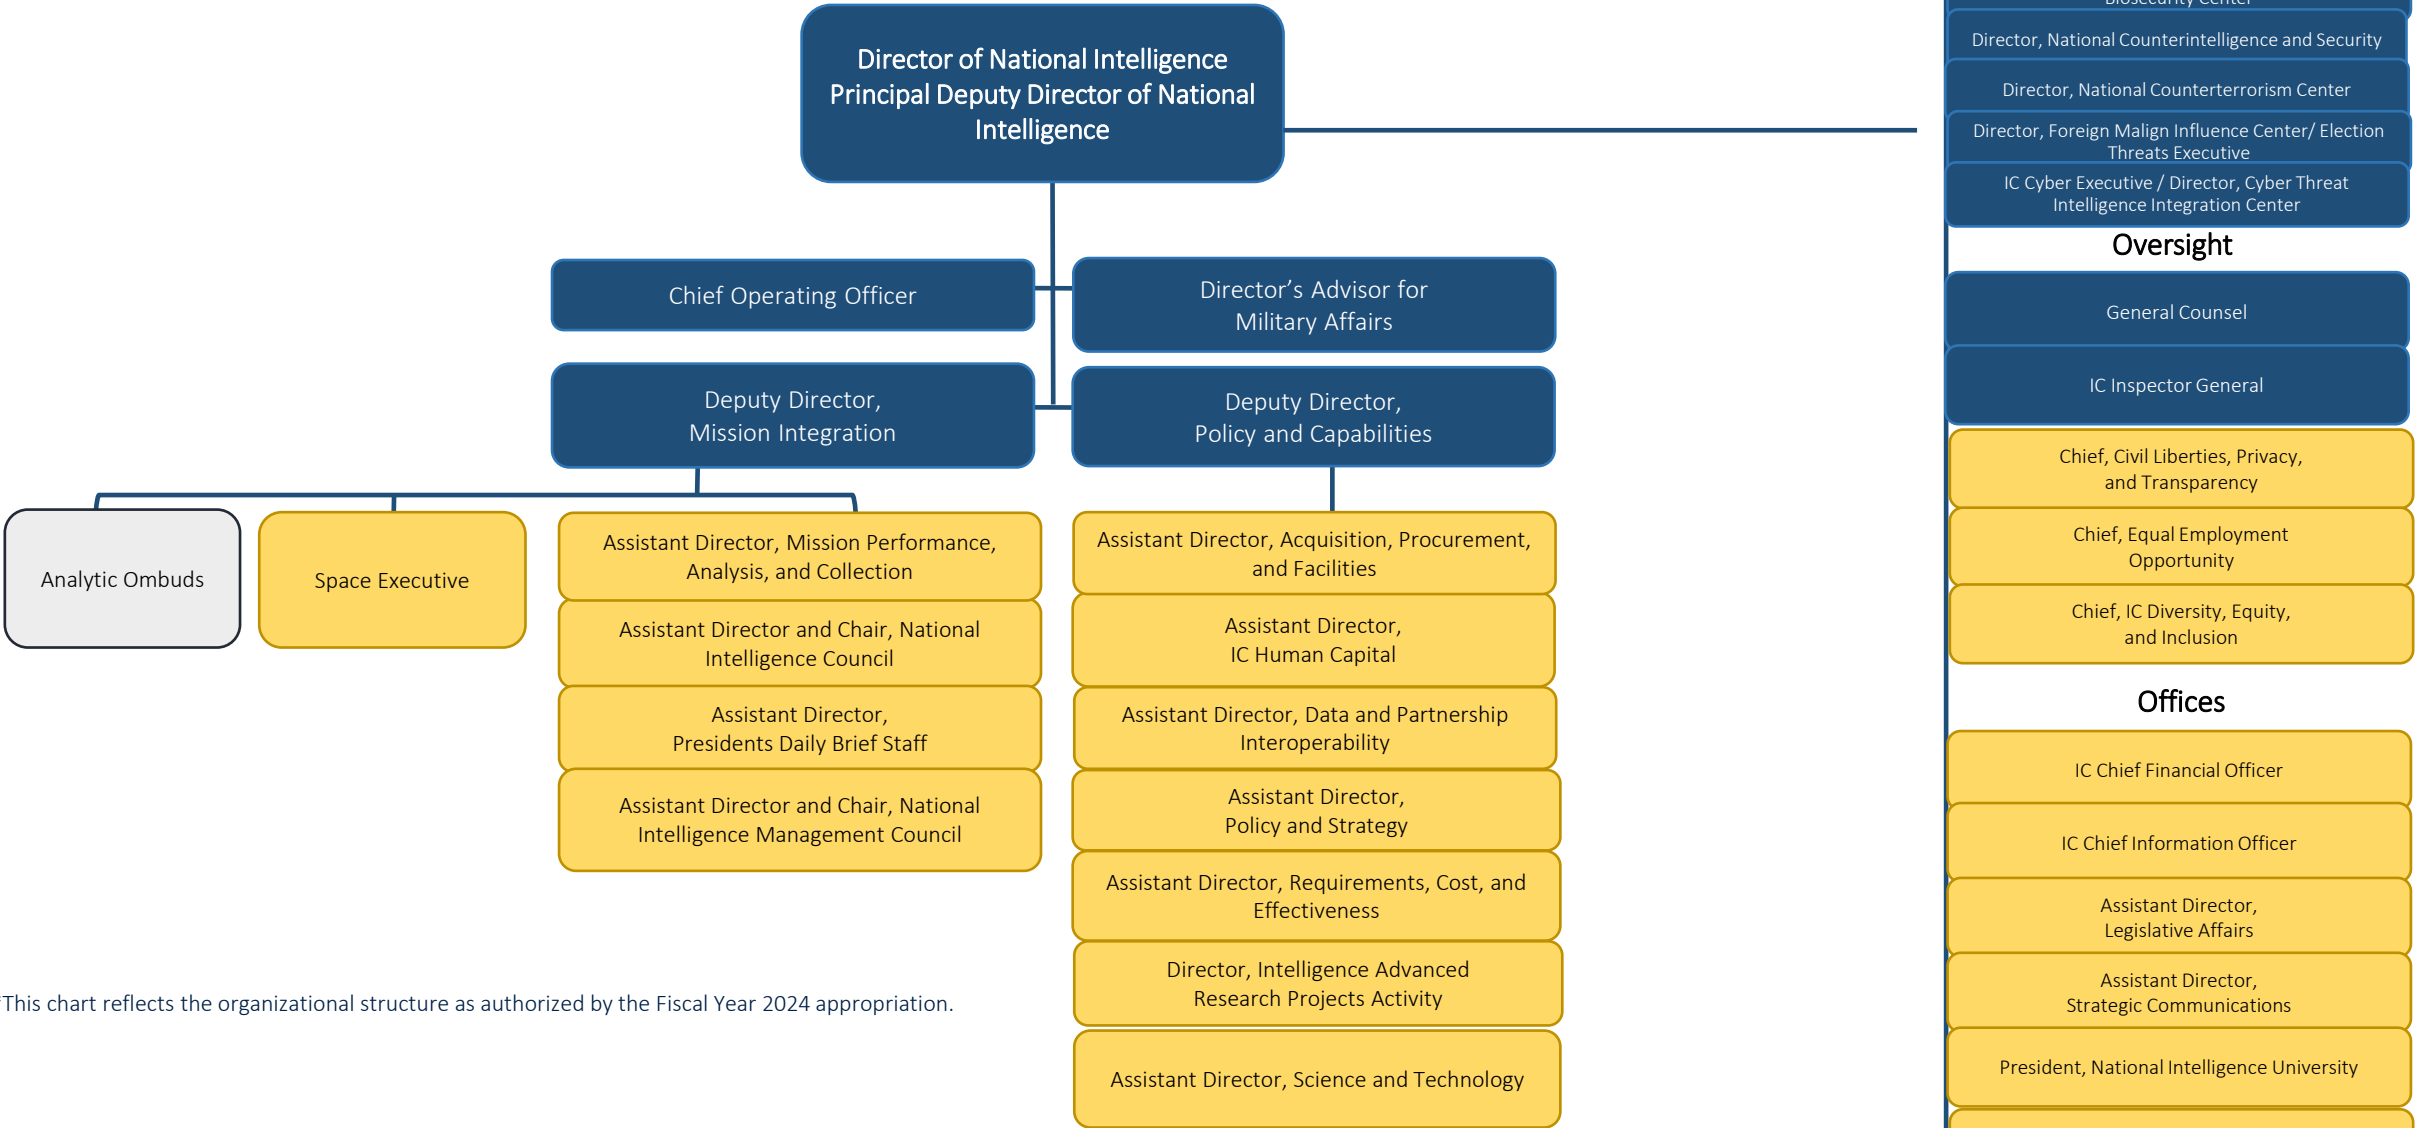 Director of National Intelligence
Principal Deputy Director of National
Intelligence
Chief Operating Officer
Director’s Advisor for
Military Affairs
Deputy Director,
Mission Integration
Deputy Director,
Policy and Capabilities
Analytic Ombuds
Space Executive
Assistant Director, Mission Performance,
Analysis, and Collection
Assistant Director and Chair, National
Intelligence Council
Assistant Director,
Presidents Daily Brief Staff
Assistant Director and Chair, National
Intelligence Management Council
Assistant Director, Acquisition, Procurement,
and Facilities
Assistant Director,
IC Human Capital
Assistant Director, Data and Partnership
Interoperability
Assistant Director,
Policy and Strategy
Assistant Director, Requirements, Cost, and
Effectiveness
Director, Intelligence Advanced
Research Projects Activity
Assistant Director, Science and Technology
*This chart reflects the organizational structure as authorized by the Fiscal Year 2024 appropriation.
Biosecurity Center
Director, National Counterintelligence and Security
Director, National Counterterrorism Center
Director, Foreign Malign Influence Center/ Election
Threats Executive
IC Cyber Executive / Director, Cyber Threat
Intelligence Integration Center
Oversight
General Counsel
IC Inspector General
Chief, Civil Liberties, Privacy,
and Transparency
Chief, Equal Employment
Opportunity
Chief, IC Diversity, Equity,
and Inclusion
Offices
IC Chief Financial Officer
IC Chief Information Officer
Assistant Director,
Legislative Affairs
Assistant Director,
Strategic Communications
President, National Intelligence University